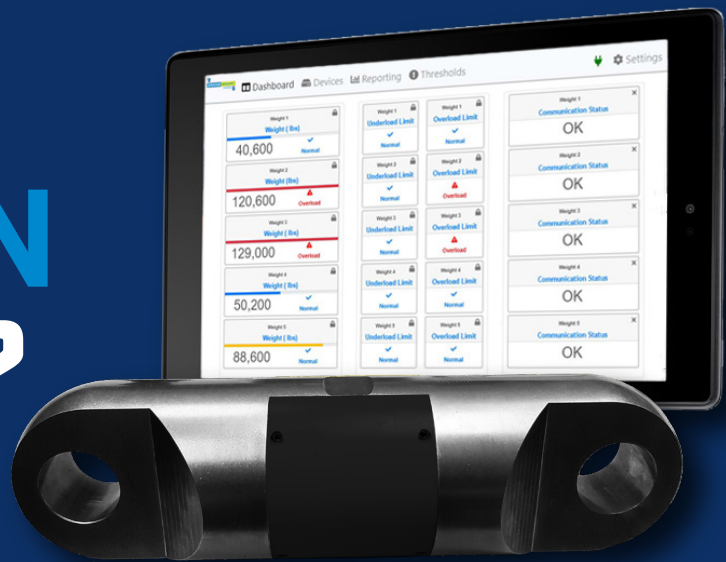 N
Dashboard Devices Reporting Thresholds Settings
Weight 1
Weight ( lbs)
40,600 Normal
Weight 1
Underload Limit
Normal
Weight 1
Overload Limit
Normal
Weight 1
Communication Status
OK
Weight 2
Weight (lbs)
120,600 Overload
Weight 2
Underload Limit
Normal
Weight 2
Overload Limit
Overload
Weight 2
Communication Status
OK
Weight 3
Weight ( lbs)
129,000 Overload
Weight 3
Underload Limit
Normal
Weight 3
Overload Limit
Overload
Weight 3
Communication Status
OK
Weight 4
Weight ( lbs)
50,200 Normal
Weight 4
Underload Limit
Normal
Weight 4
Overload Limit
Normal
Weight 4
Communication Status
OK
Weight 5
Weight ( lbs)
88,600 Normal
Weight 5
Underload Limit
Normal
Weight 5
Overload Limit
Normal
Weight 5
Communication Status
OK